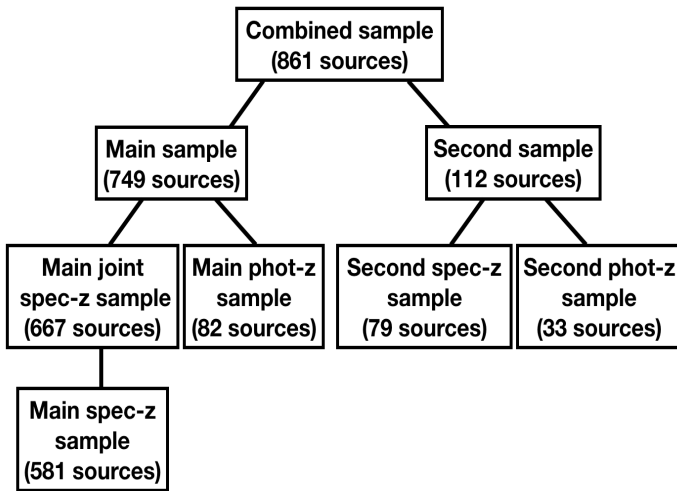 Combined sample
(861 sources)
Main sample
(749 sources)
Second sample
(112 sources)
Main joint
spec-z sample
(667 sources)
Main phot-z
sample
(82 sources)
Second spec-z
sample
(79 sources)
Second phot-z
sample
(33 sources)
Main spec-z
sample
(581 sources)